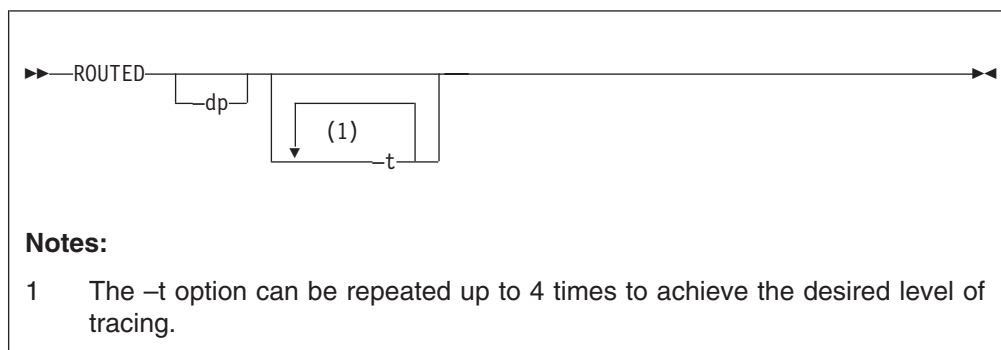 ROUTED
–dp
(1)
–t
Notes:
1 The –t option can be repeated up to 4 times to achieve the desired level of
tracing.